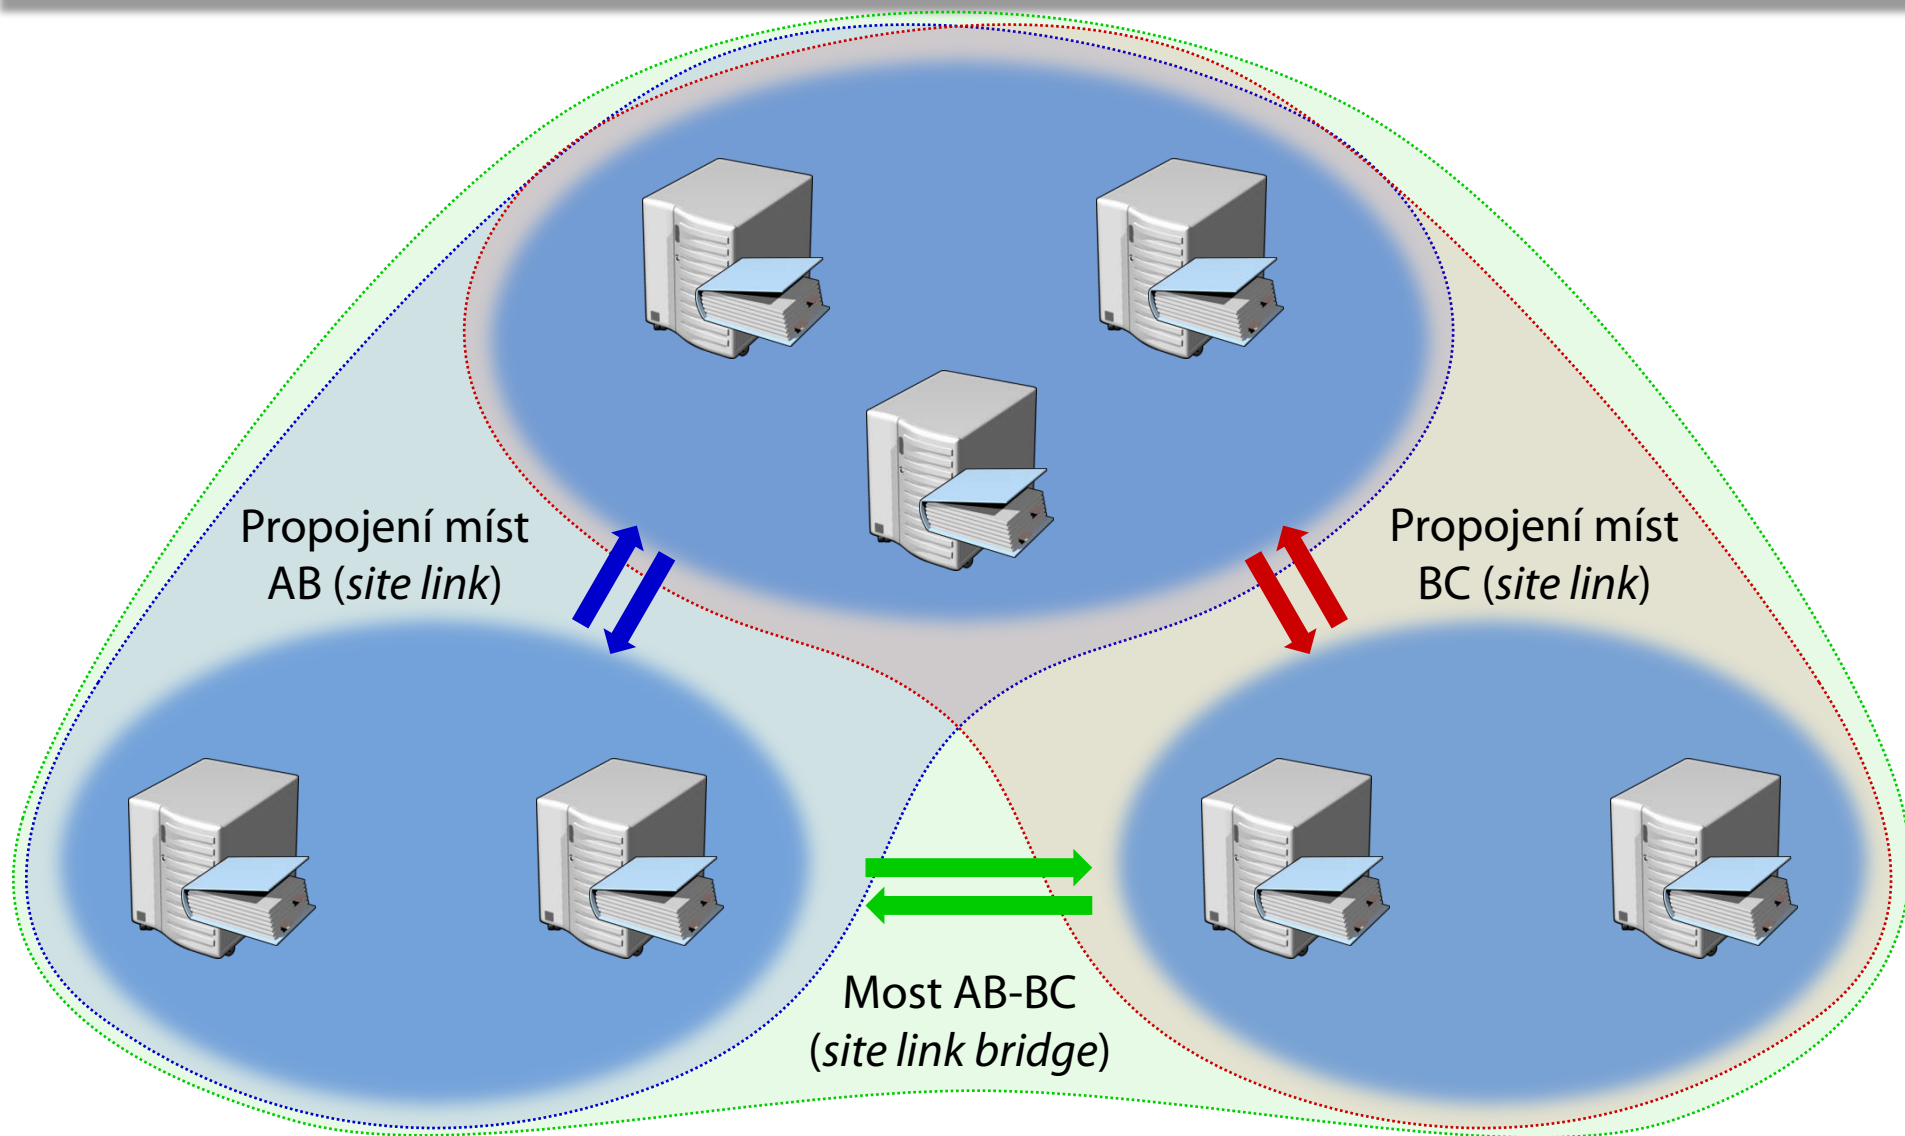 Propojení míst
AB (site link)
Propojení míst
BC (site link)
Most AB-BC
(site link bridge)